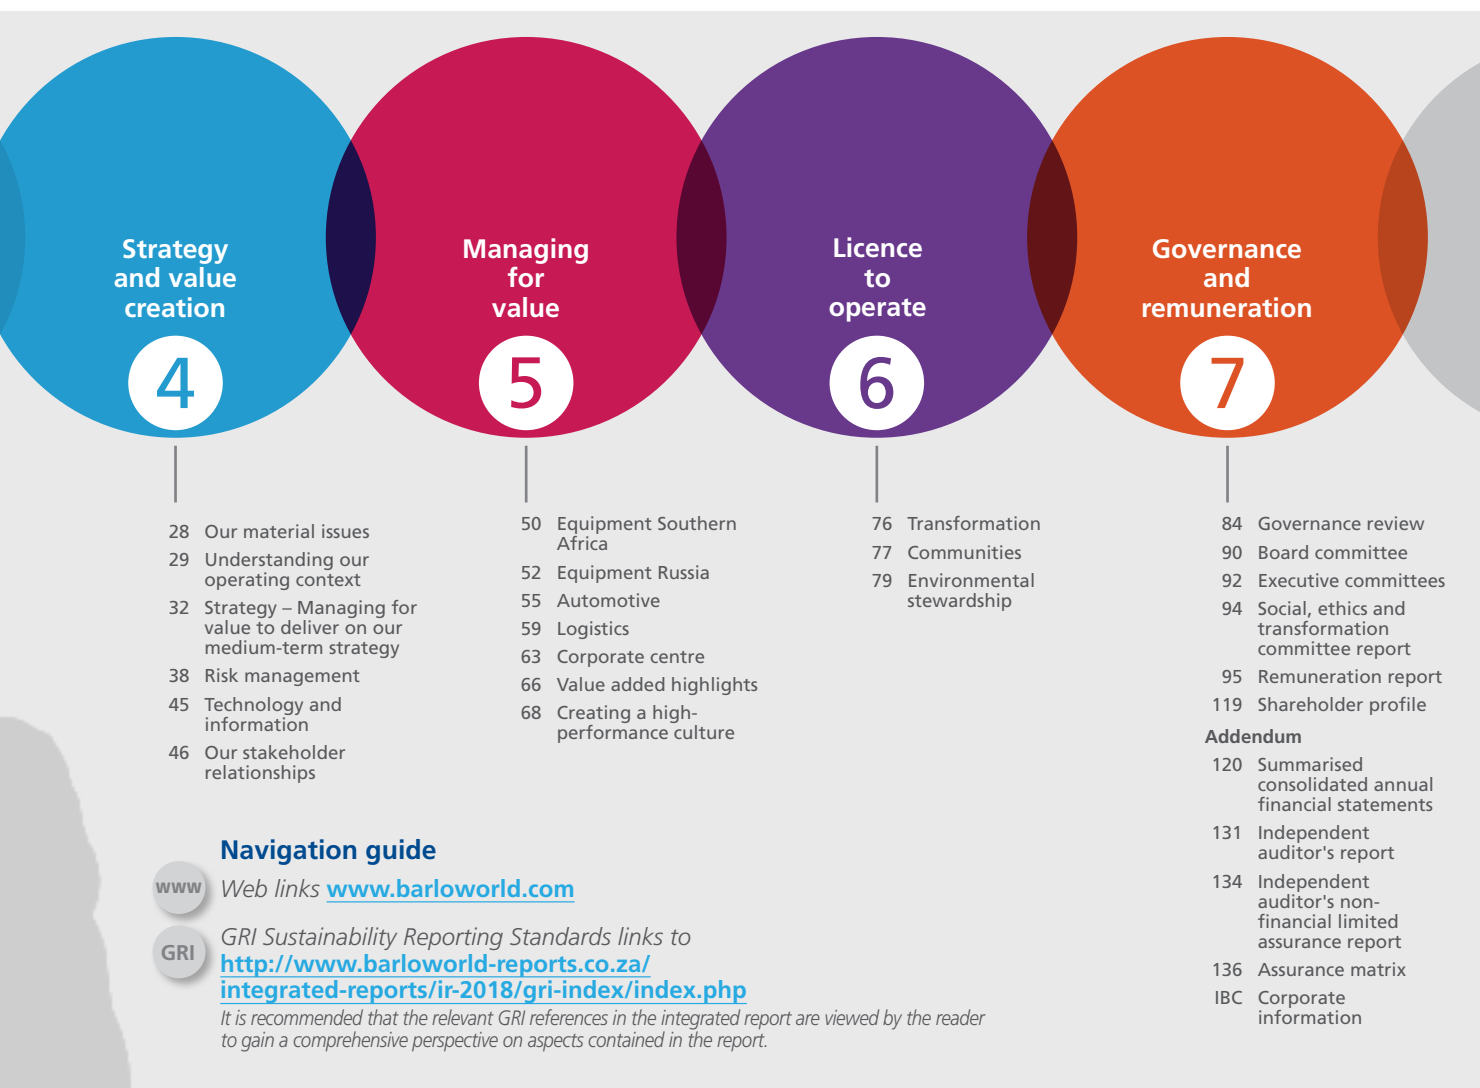 Strategy
and value
creation
4
28 Our material issues
29 Understanding our
operating context
32 Strategy – Managing for
value to deliver on our
medium-term strategy
38 Risk management
45 Technology and
information
46 Our stakeholder
relationships
Managing
for
value
5
50 Equipment Southern
Africa
52 Equipment Russia
55 Automotive
59 Logistics
63 Corporate centre
66 Value added highlights
68 Creating a high-
performance culture
Licence
to
operate
6
76 Transformation
77 Communities
79 Environmental
stewardship
Governance
and
remuneration
7
84 Governance review
90 Board committee
92 Executive committees
94 Social, ethics and
transformation
committee report
95 Remuneration report
119 Shareholder profile
Addendum
120 Summarised
consolidated annual
financial statements
131 Independent
auditor's report
134 Independent
auditor's non-
financial limited
assurance report
136 Assurance matrix
IBC Corporate
information
Navigation guide
www Web links www.barloworld.com
GRI GRI Sustainability Reporting Standards links to
http://www.barloworld-reports.co.za/
integrated-reports/ir-2018/gri-index/index.php
It is recommended that the relevant GRI references in the integrated report are viewed by the reader
to gain a comprehensive perspective on aspects contained in the report.